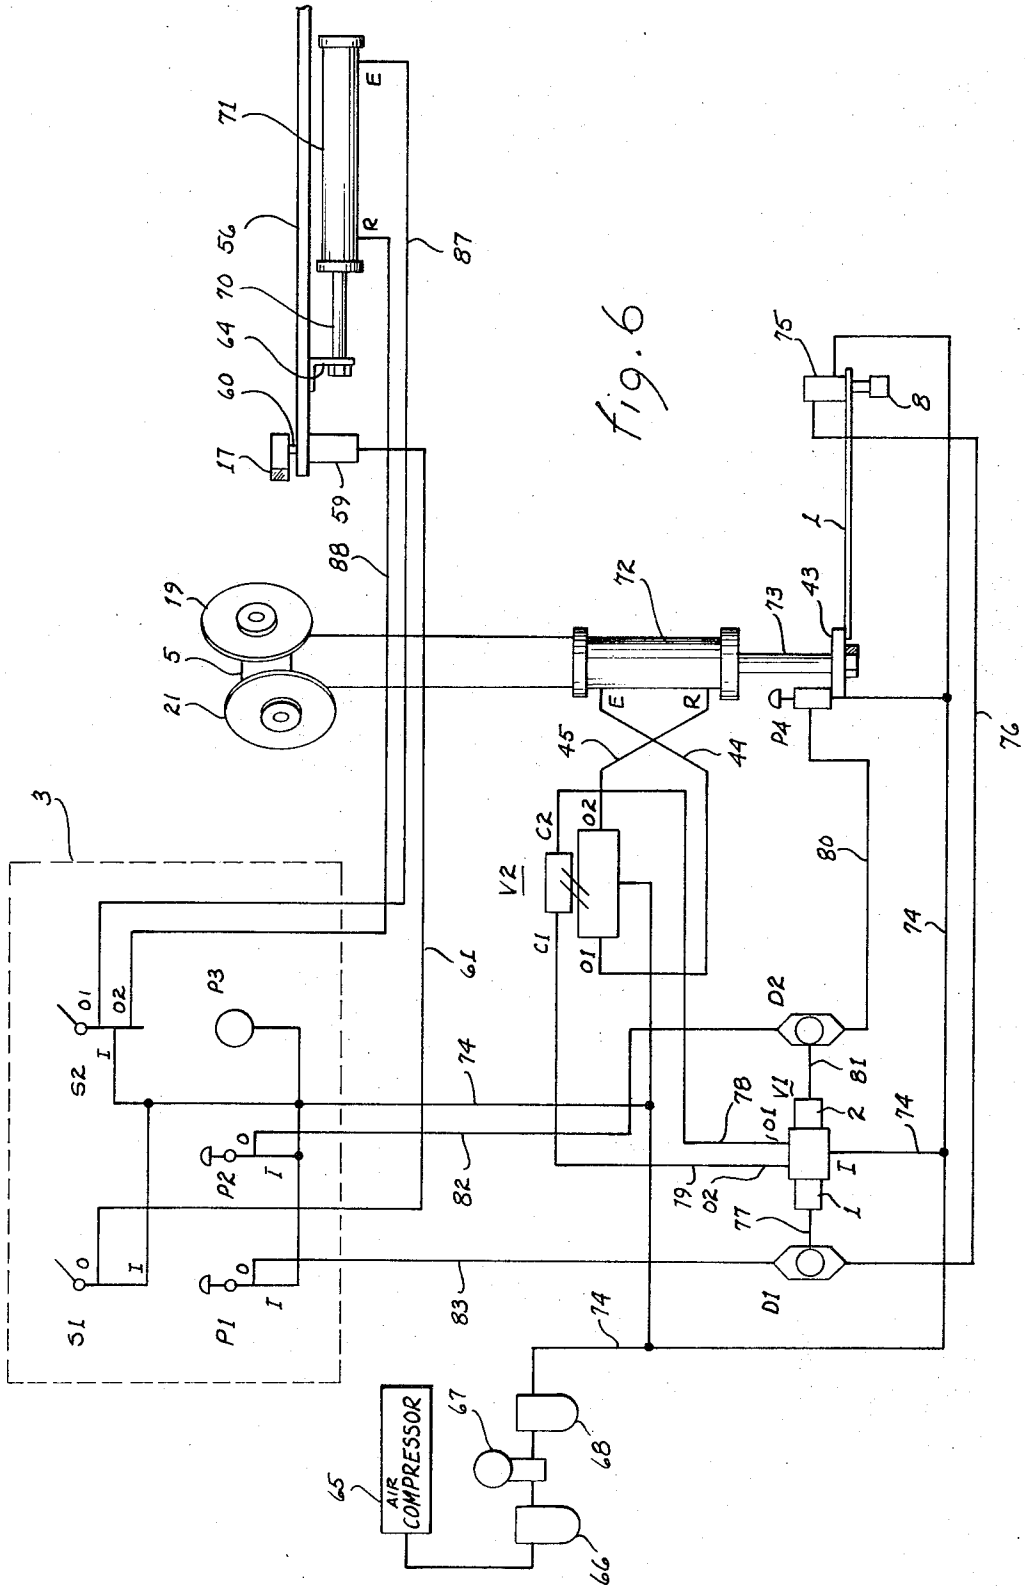 AIR
COMPRESSOR
65
66
67
68
74
3
S1
O
I
S2
O1
O2
I
P1
O
I
P2
O
I
P3
83
82
74
61
88
87
21
5
19
17
60
64
70
56
71
59
R
E
V2
C1
C2
O1
O2
45
44
E
R
72
73
43
P4
1
75
8
76
80
74
D1
77
1
79
O2
78
O1
V1
2
I
81
74
D2
fig. 6